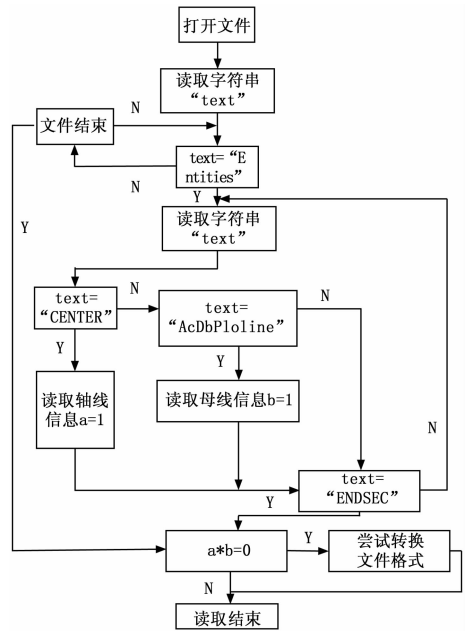 打开文件
读取字符串
“text”
N
文件结束
text=“E
ntities”
N
Y
读取字符串
“text”
Y
text=
“CENTER”
N
text=
“AcDbPloline”
N
Y
Y
读取轴线
信息a=1
读取母线信息b=1
N
text=
“ENDSEC”
Y
a*b=0
Y
尝试转换
文件格式
N
读取结束